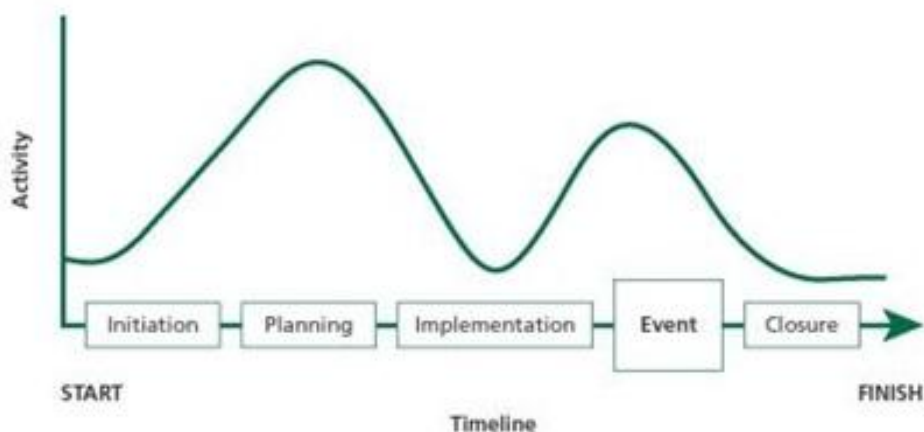 Activity
Initiation
Planning
Implementation
Event
Closure
START
FINISH
Timeline